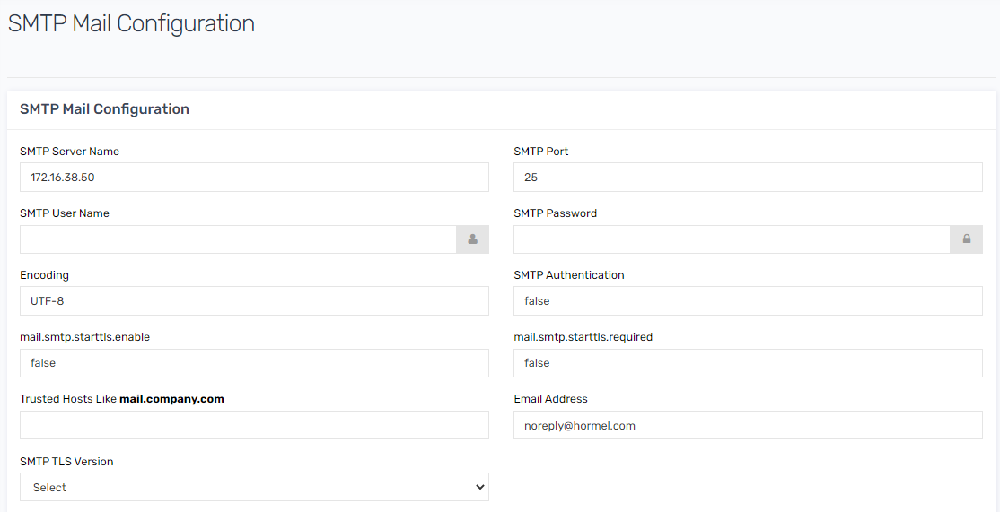 SMTP Mail Configuration
SMTP Mail Configuration
SMTP Server Name
172.16.38.50
SMTP Port
25
SMTP User Name
SMTP Password
Encoding
UTF-8
SMTP Authentication
false
mail.smtp.starttls.enable
false
mail.smtp.starttls.required
false
Trusted Hosts Like mail.company.com
Email Address
noreply@hormel.com
SMTP TLS Version
Select